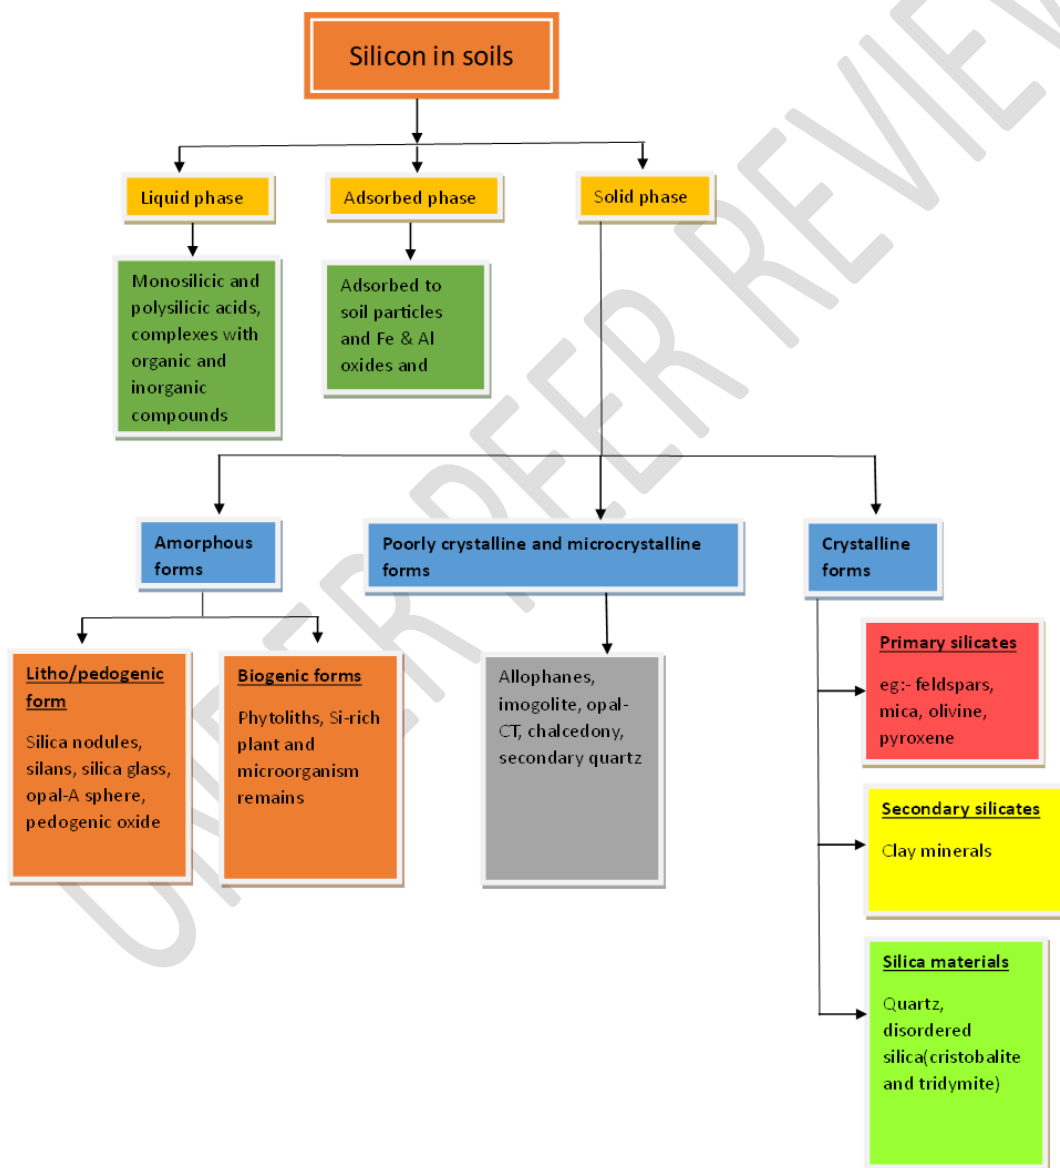 Silicon in soils
Liquid phase
Adsorbed phase
Solid phase
Monosilicic and
polysilicic acids,
complexes with
organic and
inorganic
compounds
Adsorbed to
soil particles
and Fe & Al
oxides and
Amorphous
forms
Poorly crystalline and microcrystalline
forms
Crystalline
forms
Litho/pedogenic
form
Silica nodules,
silans, silica glass,
opal-A sphere,
pedogenic oxide
Biogenic forms
Phytoliths, Si-rich
plant and
microorganism
remains
Allophanes,
imogolite, opal-
CT, chalcedony,
secondary quartz
Primary silicates
eg:- feldspars,
mica, olivine,
pyroxene
Secondary silicates
Clay minerals
Silica materials
Quartz,
disordered
silica(cristobalite
and tridymite)
PEER REVIEW